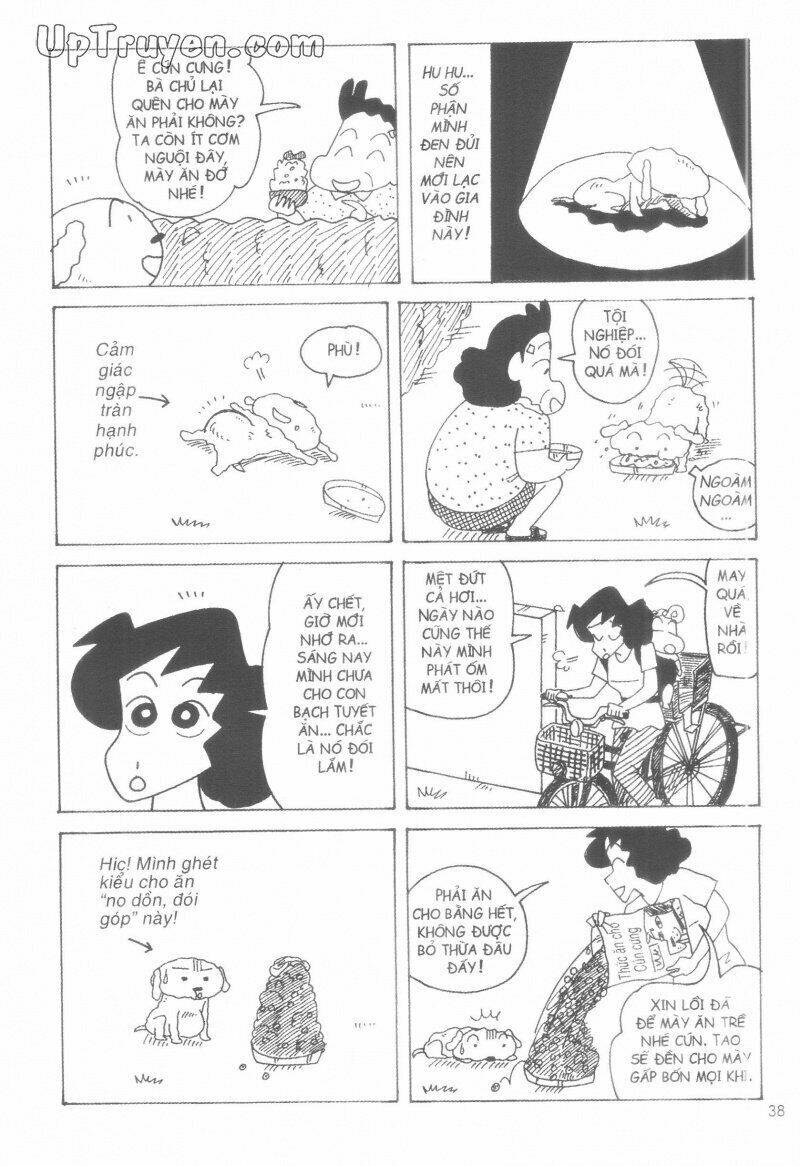 UpTruyen.com
HU HU...
SỐ
PHẬN
MÌNH
ĐEN ĐỦI
NÊN
MỚI LẠC
VÀO GIA
ĐÌNH
NÀY!
Ê CÚN CƯNG!
BÀ CHỦ LẠI
QUÊN CHO MÀY
ĂN PHẢI KHÔNG?
TA CÒN ÍT CƠM
NGUỘI ĐÂY,
MÀY ĂN ĐỠ
NHÉ!
TỘI
NGHIỆP...
NÓ ĐÓI
QUÁ MÀ!
NGOÀM
NGOÀM
...
PHÙ!
Cảm
giác
ngập
tràn
hạnh
phúc.
MAY
QUÁ,
VỀ
NHÀ
RỒI!
MỆT ĐỨT
CẢ HƠI...
NGÀY NÀO
CŨNG THẾ
NÀY MÌNH
PHÁT ỐM
MẤT THÔI!
ẤY CHẾT,
GIỜ MỚI
NHỚ RA...
SÁNG NAY
MÌNH CHƯA
CHO CON
BẠCH TUYẾT
ĂN... CHẮC
LÀ NÓ ĐÓI
LẮM!
PHẢI ĂN
CHO BẰNG HẾT,
KHÔNG ĐƯỢC
BỎ THỪA ĐÂU
ĐẤY!
Thức ăn cho
Cún cưng
XIN LỖI ĐÃ
ĐỂ MÀY ĂN TRỄ
NHÉ CÚN. TAO
SẼ ĐỀN CHO MÀY
GẤP BỐN MỌI KHI.
Hic! Mình ghét
kiểu cho ăn
"no dồn, đói
góp" này!
38